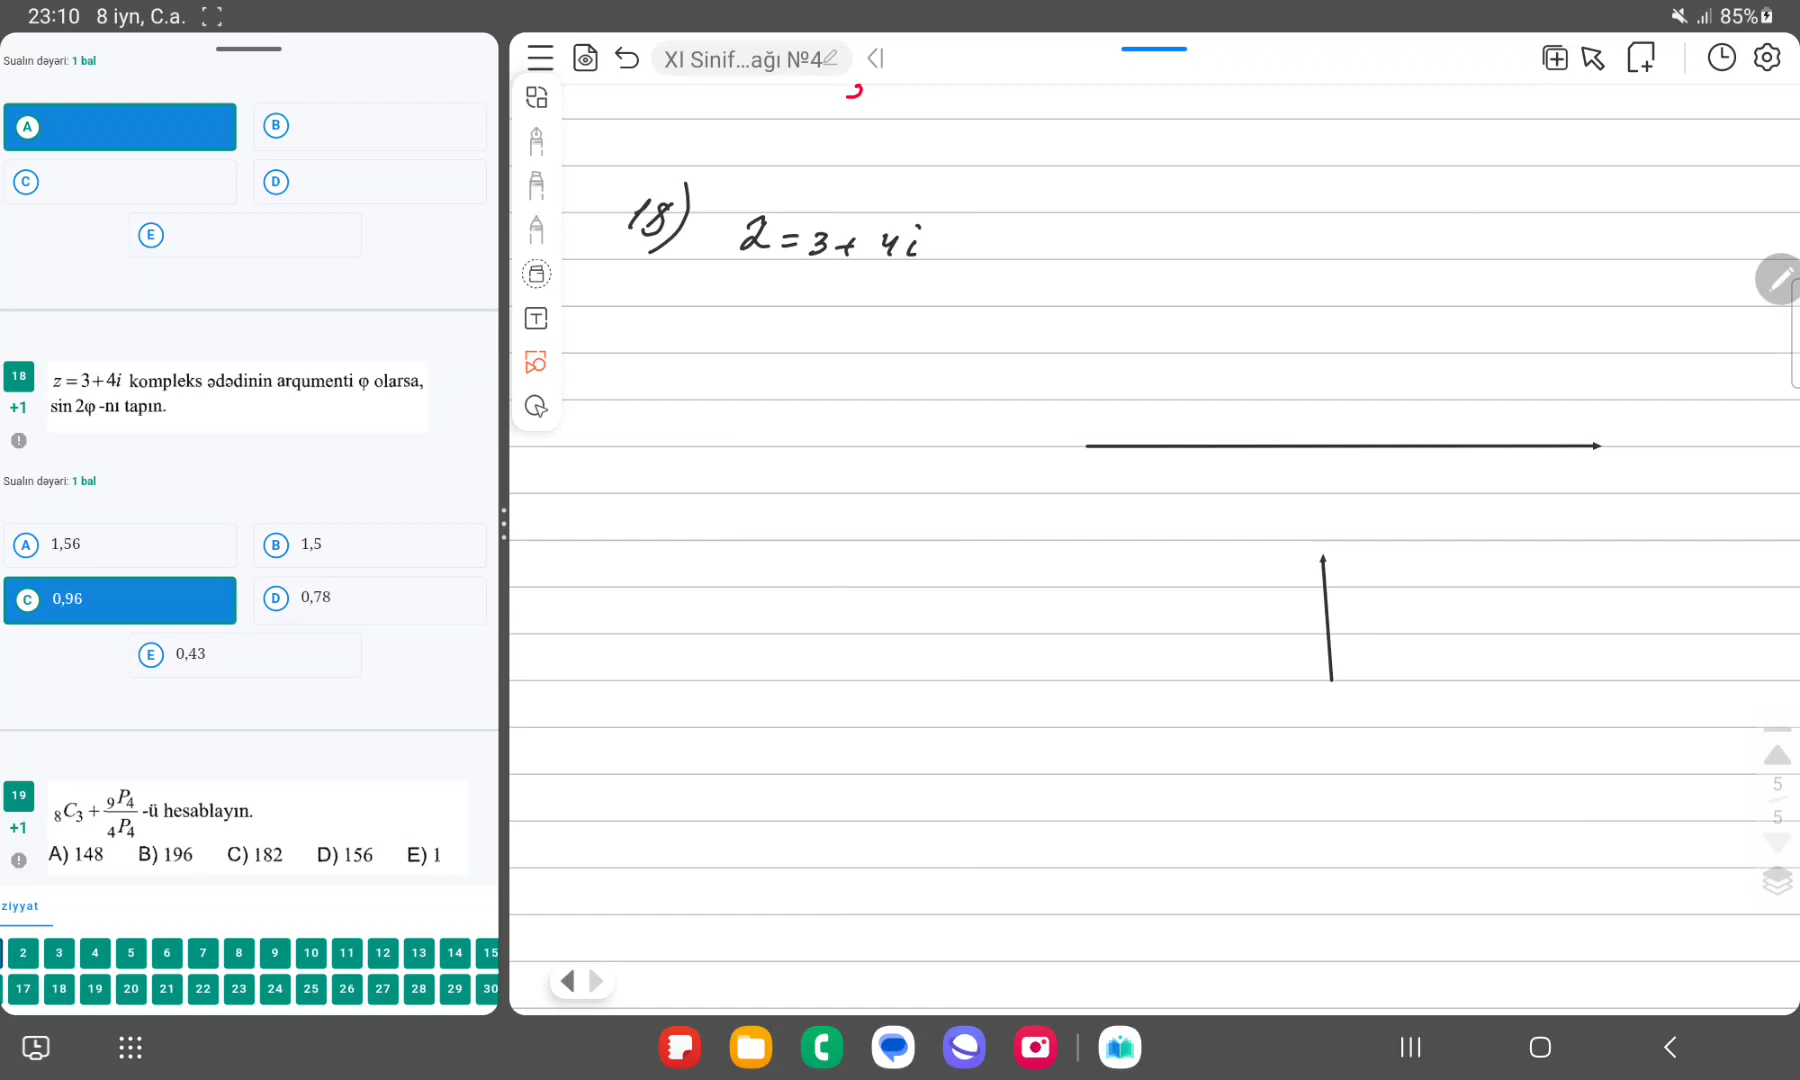 23:10 8 iyn, C.a.
85%
Sualın dəyəri: 1 bal
A
B
C
D
E
18
+1
z = 3 + 4i kompleks ədədinin arqumenti φ olarsa,
sin 2φ -nı tapın.
Sualın dəyəri: 1 bal
A 1,56
B 1,5
C 0,96
D 0,78
E 0,43
19
+1
₈C₃ + ₉P₄/₄P₄ -ü hesablayın.
A) 148 B) 196 C) 182 D) 156 E) 1
ziyyat
2 3 4 5 6 7 8 9 10 11 12 13 14 15
17 18 19 20 21 22 23 24 25 26 27 28 29 30
XI Sinif...ağı №4
T
18) z = 3 + 4i
5
5